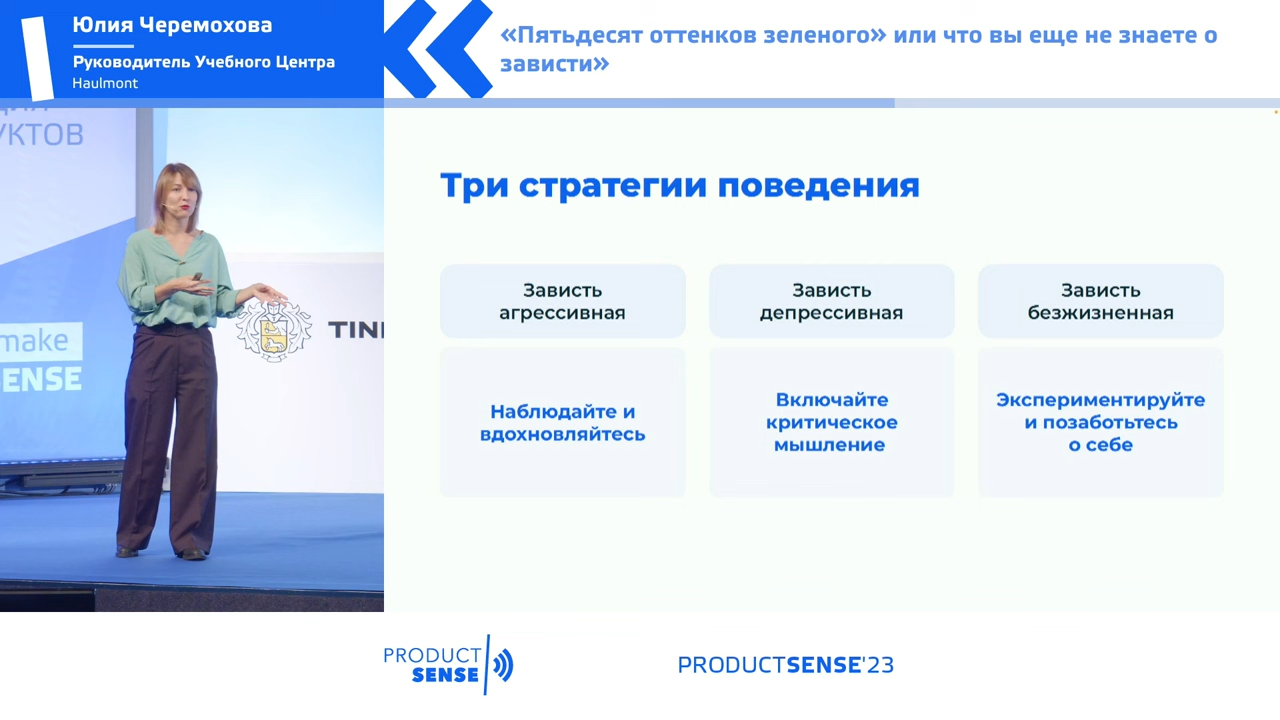 Юлия Черемохова
Руководитель Учебного Центра
Haulmont
«Пятьдесят оттенков зеленого» или что вы еще не знаете о
зависти»
УКТОВ
make
SENSE
TIN
Три стратегии поведения
Зависть
агрессивная
Зависть
депрессивная
Зависть
безжизненная
Наблюдайте и
вдохновляйтесь
Включайте
критическое
мышление
Экспериментируйте
и позаботьтесь
о себе
PRODUCT
SENSE
PRODUCTSENSE'23